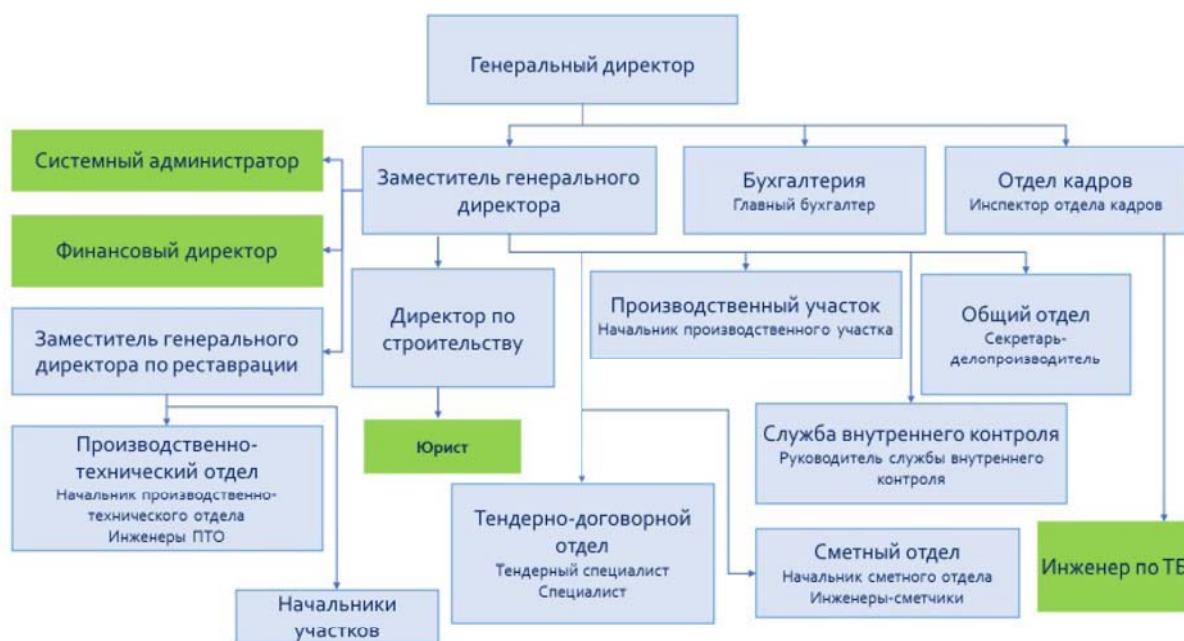 Генеральный директор
Системный администратор
Заместитель генерального
директора
Бухгалтерия
Главный бухгалтер
Отдел кадров
Инспектор отдела кадров
Финансовый директор
Заместитель генерального
директора по реставрации
Директор по
строительству
Производственный участок
Начальник производственного участка
Общий отдел
Секретарь-
делопроизводитель
Юрист
Служба внутреннего контроля
Руководитель службы внутреннего
контроля
Производственно-
технический отдел
Начальник производственно-
технического отдела
Инженеры ПТО
Тендерно-договорной
отдел
Тендерный специалист
Специалист
Сметный отдел
Начальник сметного отдела
Инженеры-сметчики
Инженер по ТБ
Начальники
участков